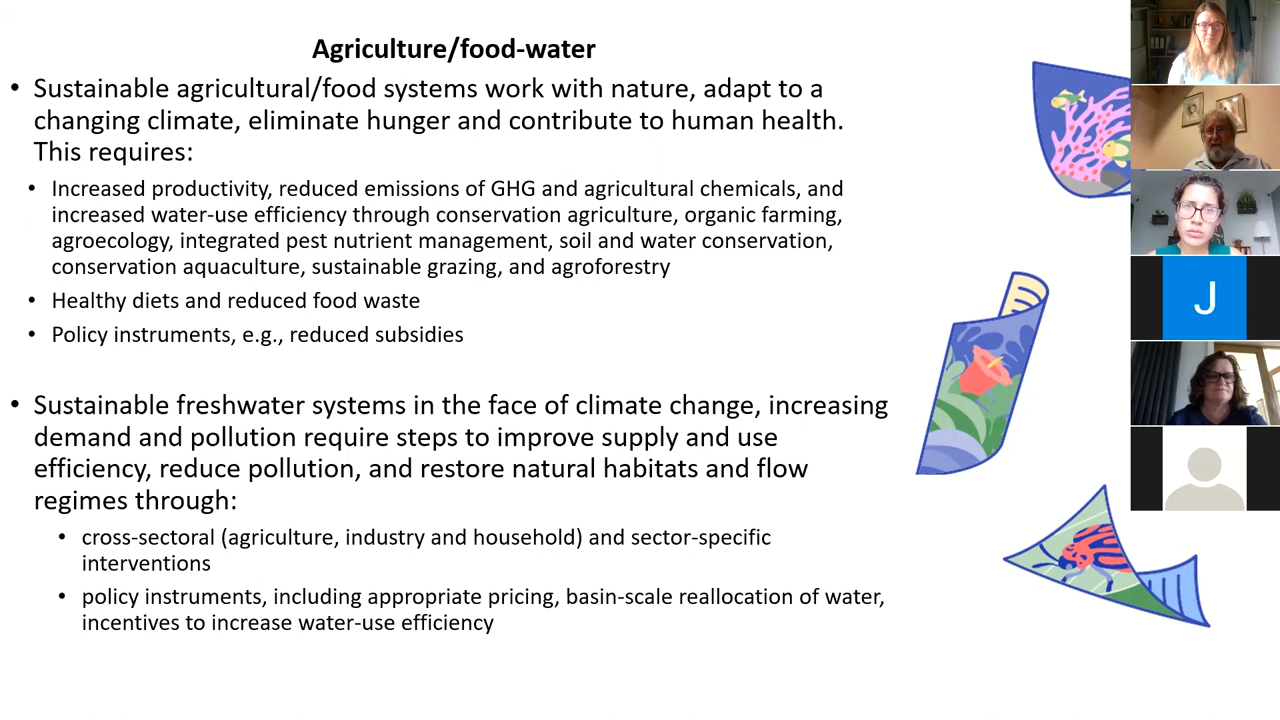 Agriculture/food-water
• Sustainable agricultural/food systems work with nature, adapt to a
changing climate, eliminate hunger and contribute to human health.
This requires:
• Increased productivity, reduced emissions of GHG and agricultural chemicals, and
increased water-use efficiency through conservation agriculture, organic farming,
agroecology, integrated pest nutrient management, soil and water conservation,
conservation aquaculture, sustainable grazing, and agroforestry
• Healthy diets and reduced food waste
• Policy instruments, e.g., reduced subsidies
• Sustainable freshwater systems in the face of climate change, increasing
demand and pollution require steps to improve supply and use
efficiency, reduce pollution, and restore natural habitats and flow
regimes through:
• cross-sectoral (agriculture, industry and household) and sector-specific
interventions
• policy instruments, including appropriate pricing, basin-scale reallocation of water,
incentives to increase water-use efficiency
J